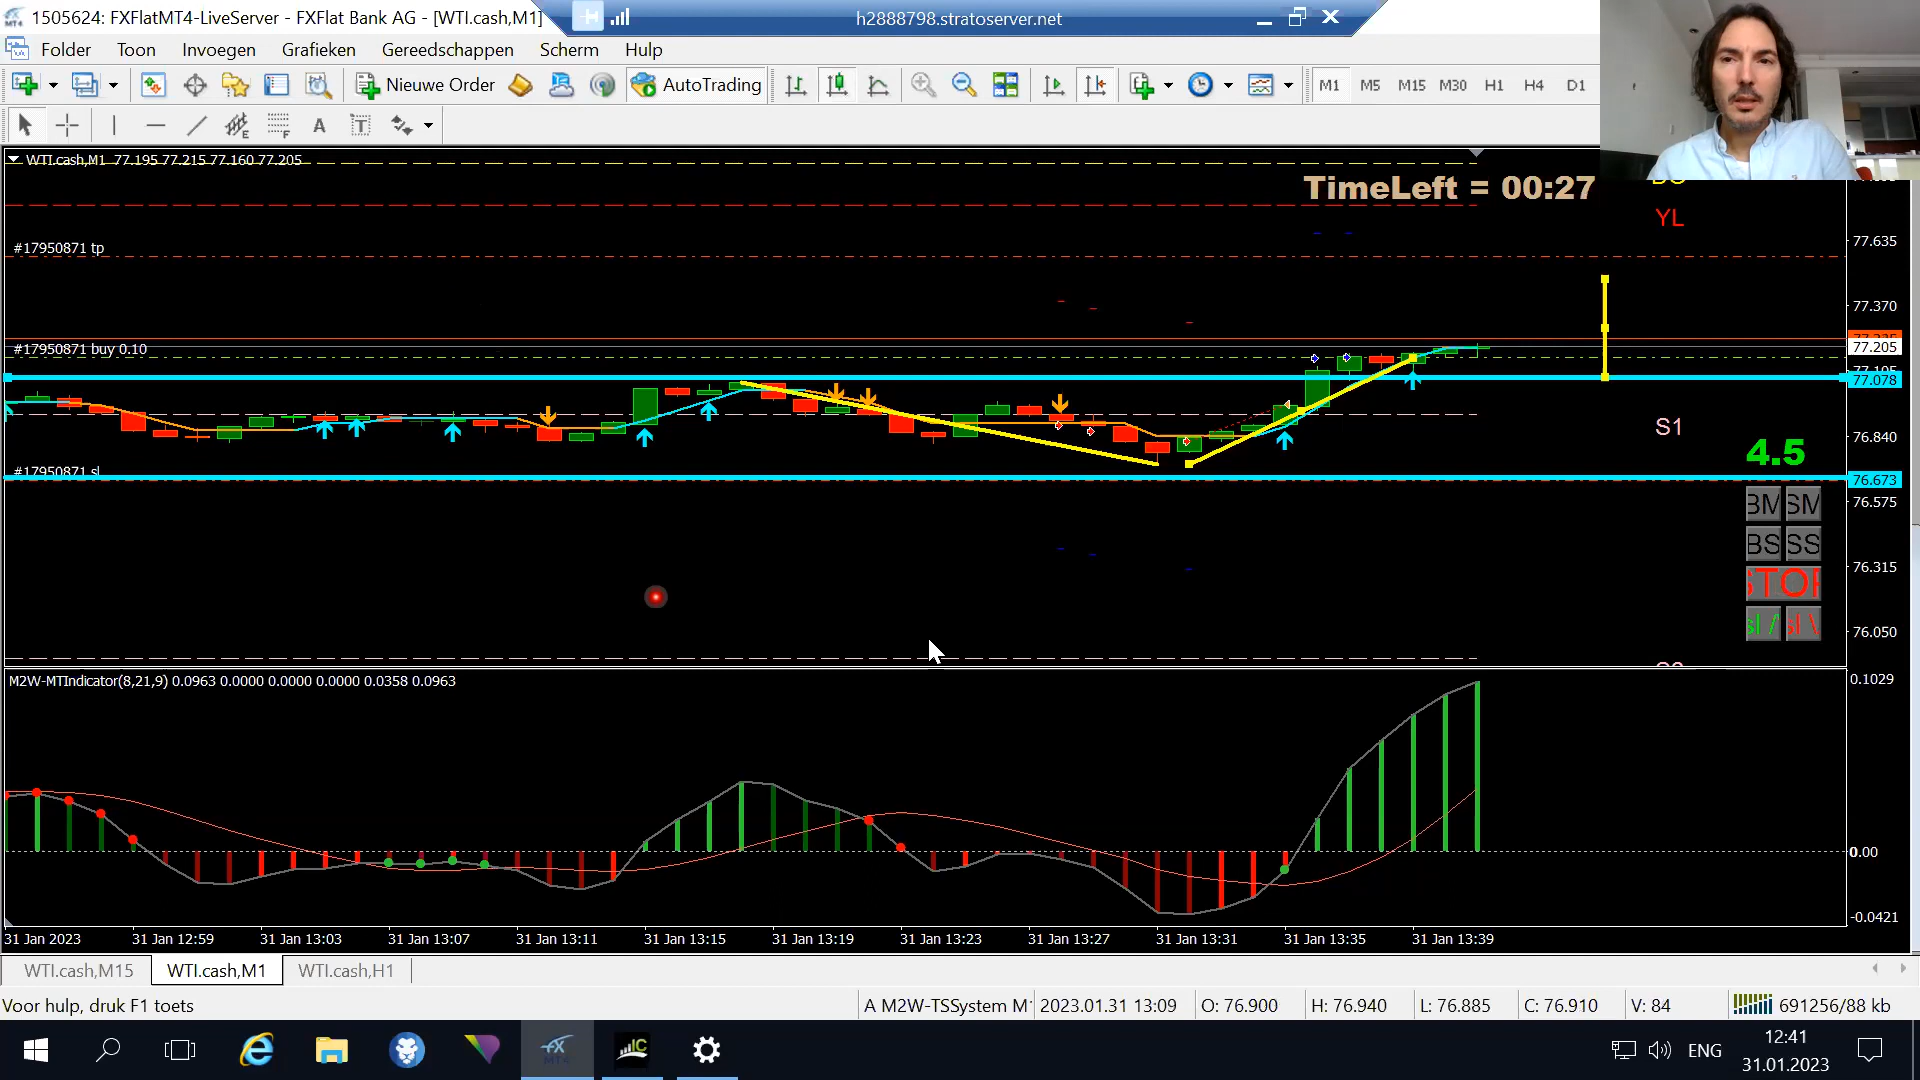 1505624: FXFlatMT4-LiveServer - FXFlat Bank AG - [WTI.cash,M1]
h2888798.stratoserver.net
Folder Toon Invoegen Grafieken Gereedschappen Scherm Hulp
Nieuwe Order AutoTrading M1 M5 M15 M30 H1 H4 D1
WTI.cash,M1 77.195 77.215 77.160 77.205
TimeLeft = 00:27
YL
#17950871 tp
77.635
77.370
#17950871 buy 0.10
77.205
77.078
S1
76.840
4.5
#17950871 sl
76.673
76.575
BM SM
BS SS
76.315
STOP
sl / sl \
76.050
M2W-MTIndicator(8,21,9) 0.0963 0.0000 0.0000 0.0000 0.0358 0.0963
0.1029
0.00
-0.0421
31 Jan 2023 31 Jan 12:59 31 Jan 13:03 31 Jan 13:07 31 Jan 13:11 31 Jan 13:15 31 Jan 13:19 31 Jan 13:23 31 Jan 13:27 31 Jan 13:31 31 Jan 13:35 31 Jan 13:39
WTI.cash,M15 WTI.cash,M1 WTI.cash,H1
Voor hulp, druk F1 toets A M2W-TSSystem M 2023.01.31 13:09 O: 76.900 H: 76.940 L: 76.885 C: 76.910 V: 84 691256/88 kb
ENG
12:41
31.01.2023